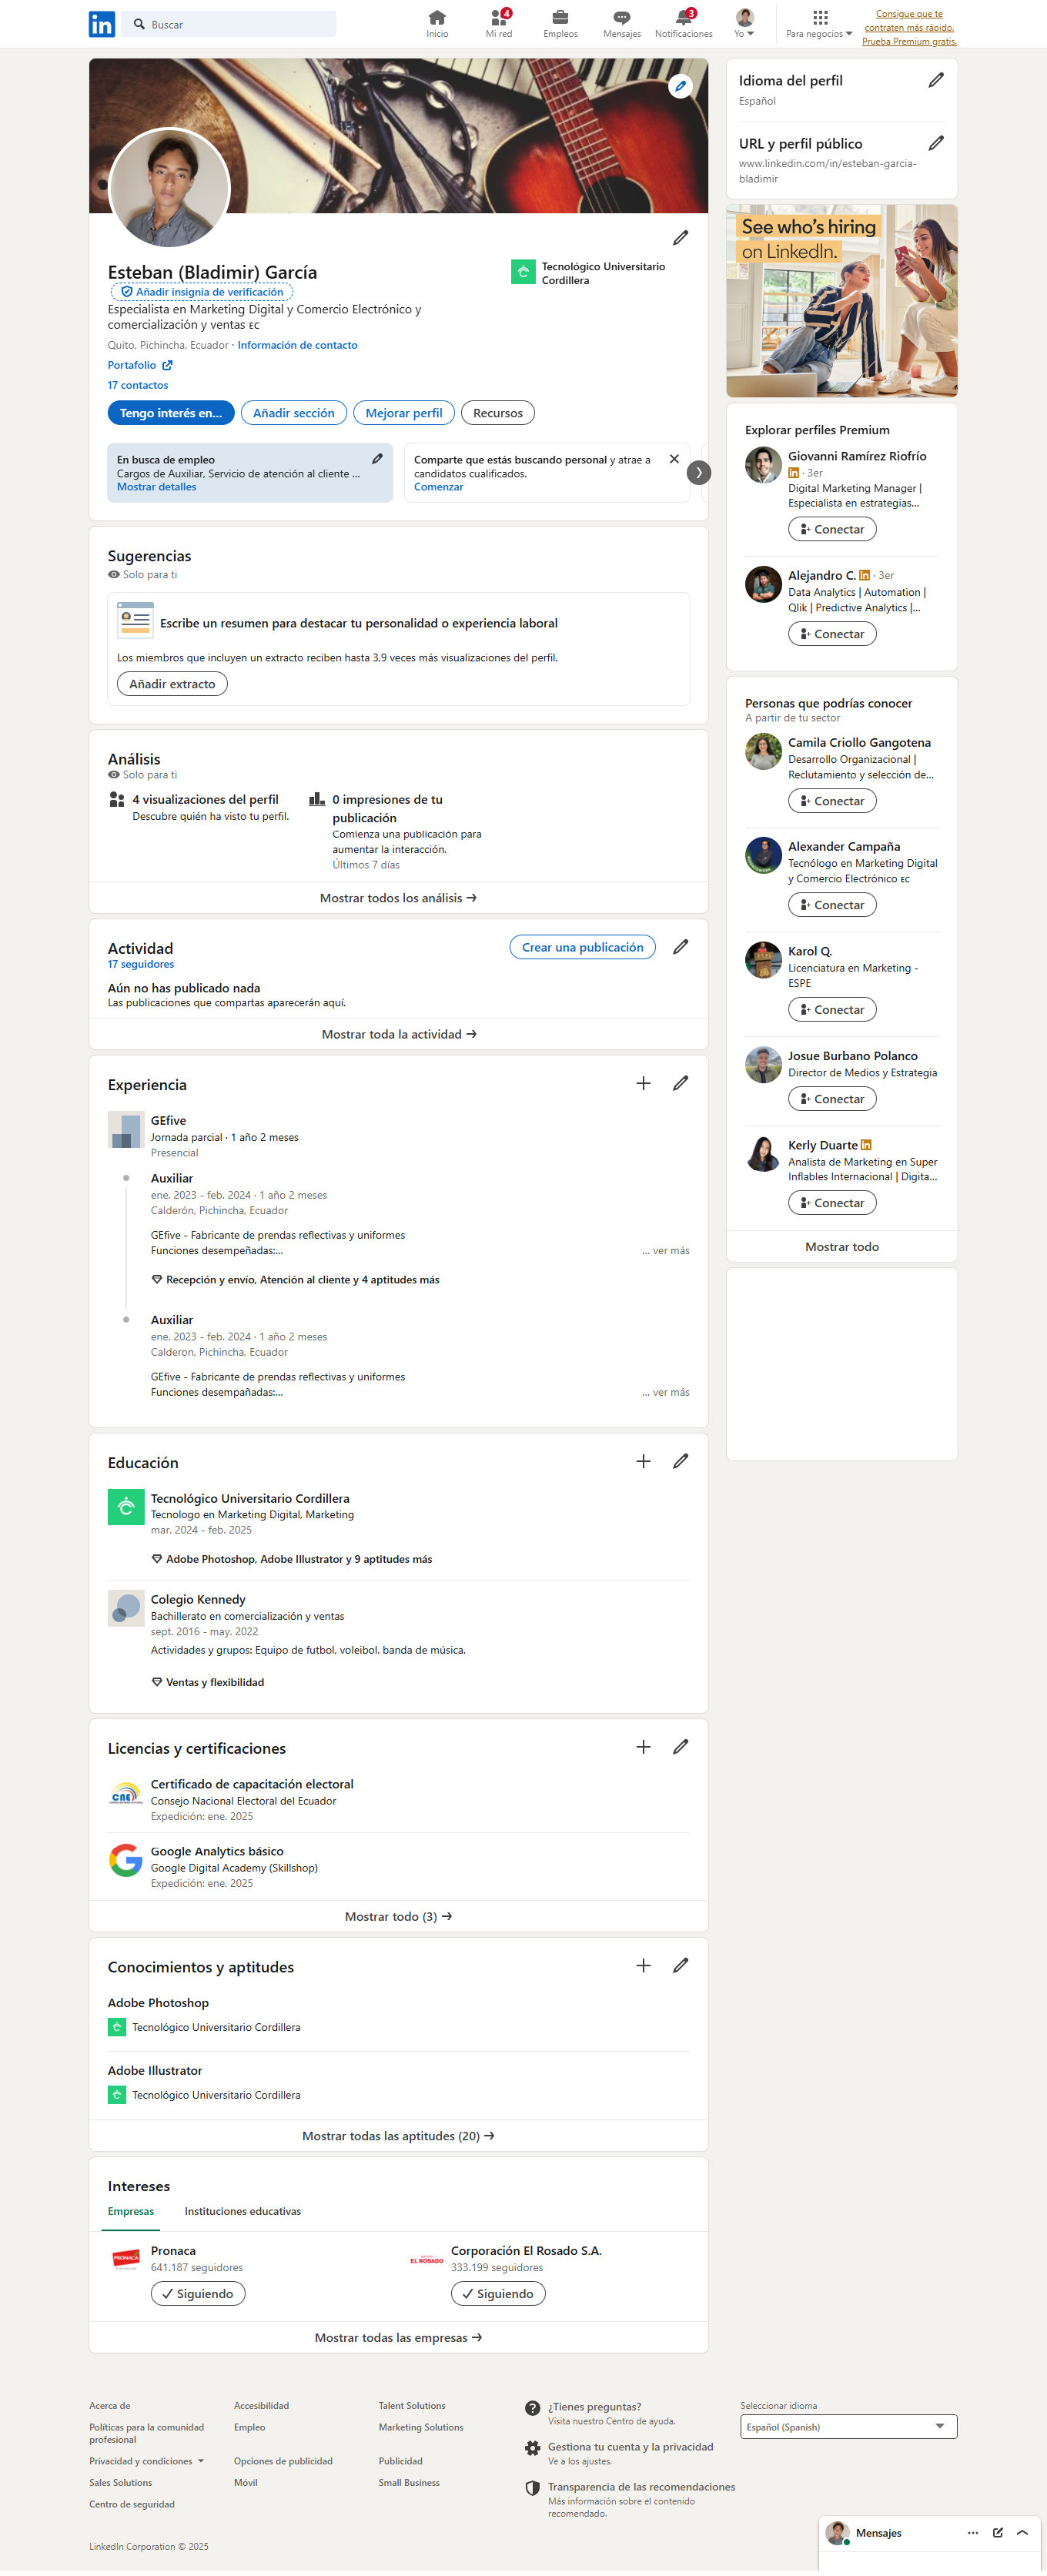 in
Buscar
Inicio
4
Mi red
Empleos
Mensajes
3
Notificaciones
Yo
Para negocios
Consigue que te
contraten más rápido.
Prueba Premium gratis.
Esteban (Bladimir) García
Añadir insignia de verificación
Especialista en Marketing Digital y Comercio Electrónico y
comercialización y ventas EC
Quito, Pichincha, Ecuador · Información de contacto
Portafolio
17 contactos
Tecnológico Universitario
Cordillera
Tengo interés en...
Añadir sección
Mejorar perfil
Recursos
En busca de empleo
Cargos de Auxiliar, Servicio de atención al cliente ...
Mostrar detalles
Comparte que estás buscando personal y atrae a
candidatos cualificados.
Comenzar
Sugerencias
Solo para ti
Escribe un resumen para destacar tu personalidad o experiencia laboral
Los miembros que incluyen un extracto reciben hasta 3,9 veces más visualizaciones del perfil.
Añadir extracto
Análisis
Solo para ti
4 visualizaciones del perfil
Descubre quién ha visto tu perfil.
0 impresiones de tu
publicación
Comienza una publicación para
aumentar la interacción.
Últimos 7 días
Mostrar todos los análisis
Actividad
17 seguidores
Crear una publicación
Aún no has publicado nada
Las publicaciones que compartas aparecerán aquí.
Mostrar toda la actividad
Experiencia
GEfive
Jornada parcial · 1 año 2 meses
Presencial
Auxiliar
ene. 2023 - feb. 2024 · 1 año 2 meses
Calderón, Pichincha, Ecuador
GEfive - Fabricante de prendas reflectivas y uniformes
Funciones desempeñadas:...
... ver más
Recepción y envío, Atención al cliente y 4 aptitudes más
Auxiliar
ene. 2023 - feb. 2024 · 1 año 2 meses
Calderon, Pichincha, Ecuador
GEfive - Fabricante de prendas reflectivas y uniformes
Funciones desempañadas:...
... ver más
Educación
Tecnológico Universitario Cordillera
Tecnologo en Marketing Digital, Marketing
mar. 2024 - feb. 2025
Adobe Photoshop, Adobe Illustrator y 9 aptitudes más
Colegio Kennedy
Bachillerato en comercialización y ventas
sept. 2016 - may. 2022
Actividades y grupos: Equipo de futbol, voleibol. banda de música.
Ventas y flexibilidad
Licencias y certificaciones
CNE
Certificado de capacitación electoral
Consejo Nacional Electoral del Ecuador
Expedición: ene. 2025
Google Analytics básico
Google Digital Academy (Skillshop)
Expedición: ene. 2025
Mostrar todo (3)
Conocimientos y aptitudes
Adobe Photoshop
Tecnológico Universitario Cordillera
Adobe Illustrator
Tecnológico Universitario Cordillera
Mostrar todas las aptitudes (20)
Intereses
Empresas
Instituciones educativas
PRONACA
Pronaca
641.187 seguidores
Siguiendo
EL ROSADO
Corporación El Rosado S.A.
333.199 seguidores
Siguiendo
Mostrar todas las empresas
Idioma del perfil
Español
URL y perfil público
www.linkedin.com/in/esteban-garcia-
bladimir
See who's hiring
on LinkedIn.
Explorar perfiles Premium
Giovanni Ramírez Riofrío
in · 3er
Digital Marketing Manager |
Especialista en estrategias...
Conectar
Alejandro C. in · 3er
Data Analytics | Automation |
Qlik | Predictive Analytics |...
Conectar
Personas que podrías conocer
A partir de tu sector
Camila Criollo Gangotena
Desarrollo Organizacional |
Reclutamiento y selección de...
Conectar
Alexander Campaña
Tecnólogo en Marketing Digital
y Comercio Electrónico EC
Conectar
Karol Q.
Licenciatura en Marketing -
ESPE
Conectar
Josue Burbano Polanco
Director de Medios y Estrategia
Conectar
Kerly Duarte in
Analista de Marketing en Super
Inflables Internacional | Digita...
Conectar
Mostrar todo
Acerca de
Accesibilidad
Talent Solutions
Políticas para la comunidad
profesional
Empleo
Marketing Solutions
Privacidad y condiciones
Opciones de publicidad
Publicidad
Sales Solutions
Móvil
Small Business
Centro de seguridad
¿Tienes preguntas?
Visita nuestro Centro de ayuda.
Gestiona tu cuenta y la privacidad
Ve a los ajustes.
Transparencia de las recomendaciones
Más información sobre el contenido
recomendado.
Seleccionar idioma
Español (Spanish)
LinkedIn Corporation © 2025
Mensajes